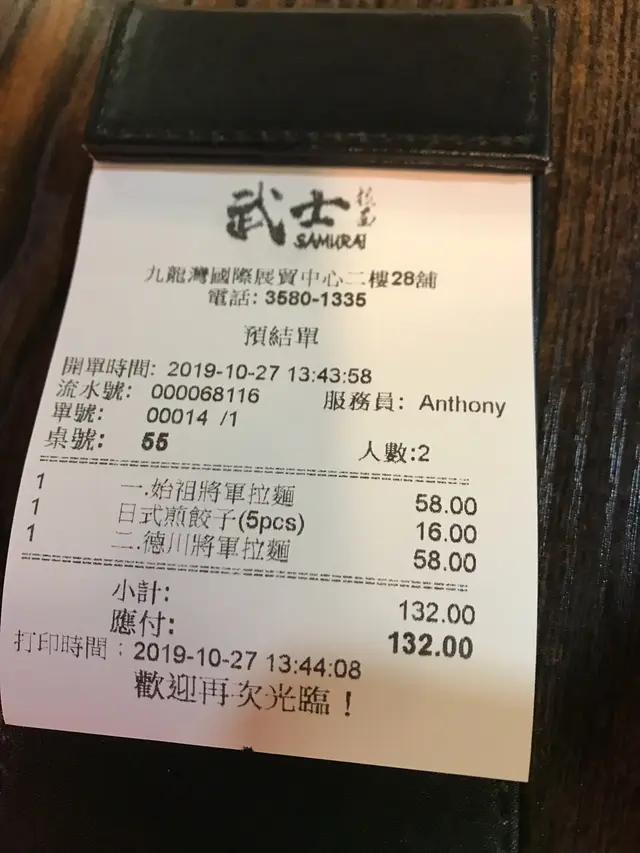 武士 拉麵
SAMURAI
九龍灣國際展貿中心二樓28舖
電話: 3580-1335
預結單
開單時間: 2019-10-27 13:43:58
流水號: 000068116 服務員: Anthony
單號: 00014 /1
桌號: 55 人數:2
1 一.始祖將軍拉麵 58.00
1 日式煎餃子(5pcs) 16.00
1 二.德川將軍拉麵 58.00
小計: 132.00
應付: 132.00
打印時間: 2019-10-27 13:44:08
歡迎再次光臨！